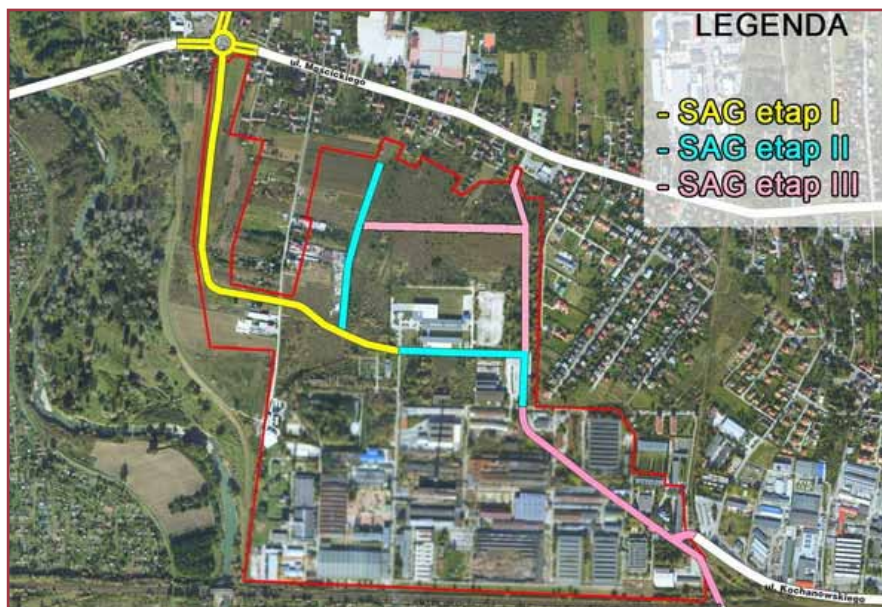 LEGENDA
ul. Mościckiego
- SAG etap I
- SAG etap II
- SAG etap III
ul. Kochanowskiego